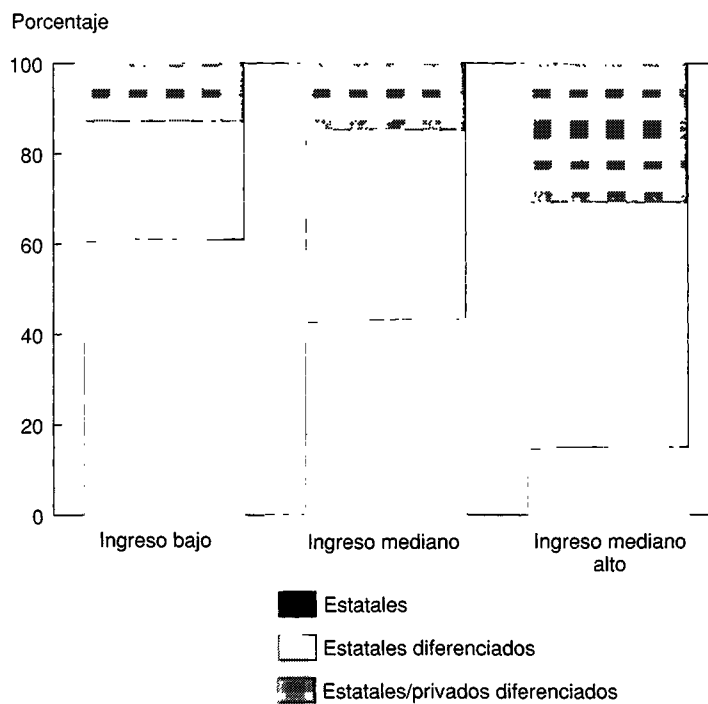 Porcentaje
100
80
60
40
20
0
Ingreso bajo
Ingreso mediano
Ingreso mediano alto
Estatales
Estatales diferenciados
Estatales/privados diferenciados